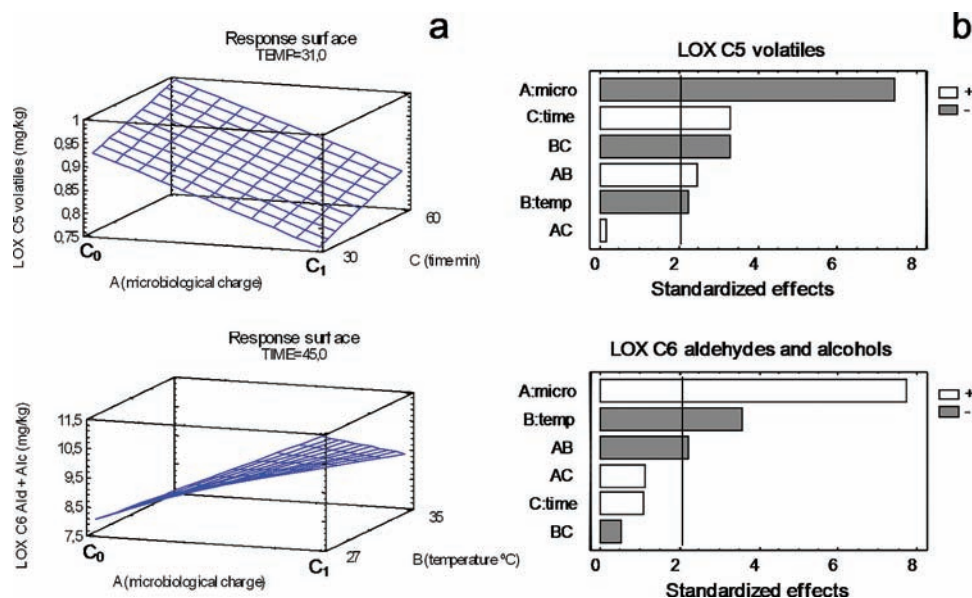 a
Response surface
TEMP=31,0
LOX C5 volatiles (mg/kg)
1
0,95
0,9
0,85
0,8
0,75
C0
C1
30
60
A (microbiological charge)
C (time min)
b
LOX C5 volatiles
A:micro
C:time
BC
AB
B:temp
AC
+
-
0 2 4 6 8
Standardized effects
Response surface
TIME=45,0
LOX C6 Ald + Alc (mg/kg)
11,5
10,5
9,5
8,5
7,5
C0
C1
27
35
A (microbiological charge)
B (temperature ºC)
LOX C6 aldehydes and alcohols
A:micro
B:temp
AB
AC
C:time
BC
+
-
0 2 4 6 8
Standardized effects